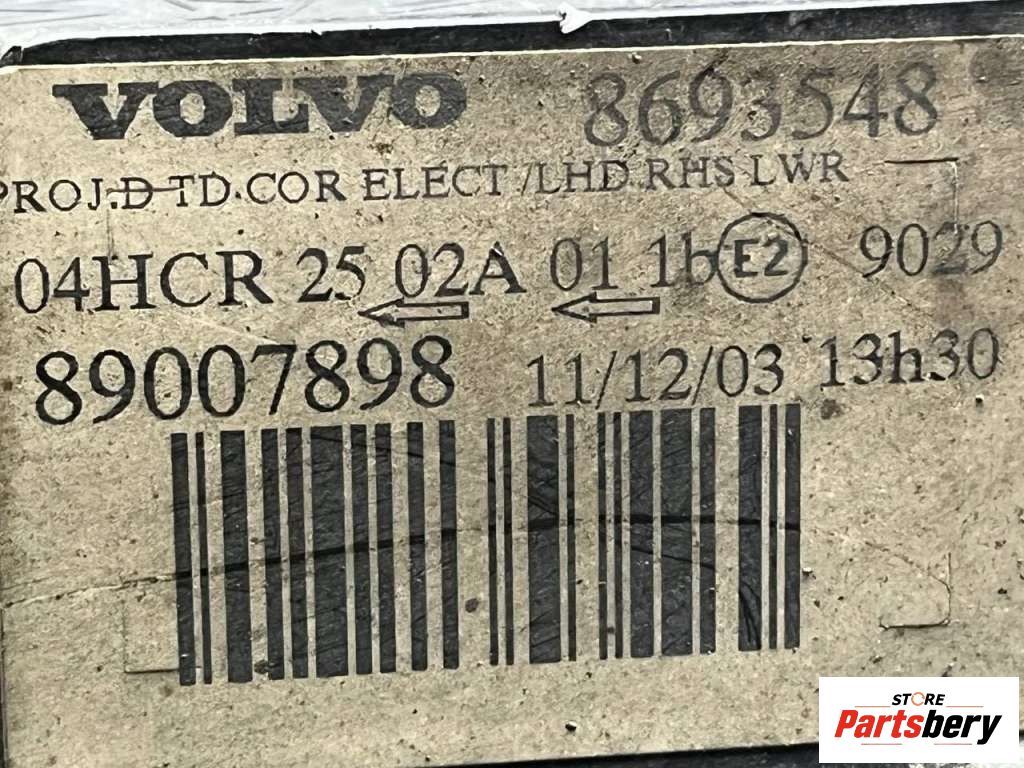 VOLVO 8693548
PROJ.D TD.COR ELECT /LHD.RHS LWR
04HCR 25 02A 01 1b E2 9029
89007898 11/12/03 13h30
STORE
Partsbery